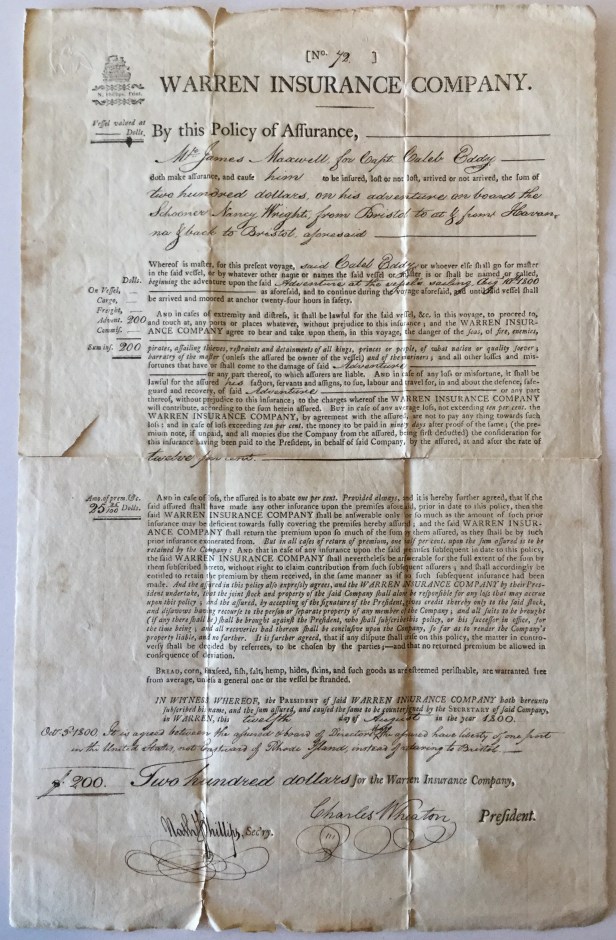 [No. 72. ]
N. Phillips, Print.
WARREN INSURANCE COMPANY.
Veſſel valued at
Dolls.
By this Policy of Aſſurance,
Mr. James Maxwell for Capt. Caleb Eddy
doth make aſſurance, and cauſe him to be inſured, loſt or not loſt, arrived or not arrived, the ſum of
two hundred dollars, on his adventure on board the
Schooner Nancy Wright, from Bristol to at & from Havan-
na & back to Bristol aforesaid
Whereof is maſter, for this preſent voyage, said Caleb Eddy or whoever elſe ſhall go for maſter
in the ſaid veſſel, or by whatever other name or names the ſaid veſſel or maſter is or ſhall be named or called,
beginning the adventure upon the ſaid Adventure at the vessels sailing Aug 10th 1800
Dolls.
On Veſſel,
Cargo,
Freight,
Advent. 200
Commiſ.
Sum inſ. 200
as aforeſaid, and to continue during the voyage aforeſaid, and until ſaid veſſel ſhall
be arrived and moored at anchor twenty-four hours in ſafety.
AND in caſes of extremity and diſtreſs, it ſhall be lawful for the ſaid veſſel, &c. in this voyage, to proceed to,
and touch at, any ports or places whatever, without prejudice to this inſurance; and the WARREN INSUR-
ANCE COMPANY agree to bear and take upon them, in this voyage, the danger of the ſeas, of fire, enemies,
pirates, aſſailing thieves, reſtraints and detainments of all kings, princes or people, of what nation or quality ſoever;
barratry of the maſter (unleſs the aſſured be owner of the veſſel) and of the mariners; and all other loſſes and miſ-
fortunes that have or ſhall come to the damage of ſaid Adventure
or any part thereof, to which aſſurers are liable. And in caſe of any loſs or misfortune, it ſhall be
lawful for the aſſured his factors, ſervants and aſſigns, to ſue, labour and travel for, in and about the defence, ſafe-
guard and recovery, of ſaid Adventure or any part
thereof, without prejudice to this inſurance; to the charges whereof the WARREN INSURANCE COMPANY
will contribute, according to the ſum herein aſſured. BUT in caſe of any average loſs, not exceeding ten per cent. the
WARREN INSURANCE COMPANY, by agreement with the aſſured, are not to pay any thing towards ſuch
loſs: and in caſe of loſs exceeding ten per cent. the money to be paid in ninety days after proof of the ſame; (the pre-
mium note, if unpaid, and all monies due the Company from the aſſured, being firſt deducted) the conſideration for
this inſurance having been paid to the Preſident, in behalf of ſaid Company, by the aſſured, at and after the rate of
twelve per cent.
Am. of prem. &c.
25 25/100 Dolls.
AND in caſe of loſs, the aſſured is to abate one per cent. Provided always, and it is hereby further agreed, that if the
ſaid aſſured ſhall have made any other inſurance upon the premiſes aforeſaid, prior in date to this policy, then the
ſaid WARREN INSURANCE COMPANY ſhall be anſwerable only for ſo much as the amount of ſuch prior
inſurance may be deficient towards fully covering the premiſes hereby aſſured; and the ſaid WARREN INSUR-
ANCE COMPANY ſhall return the premium upon ſo much of the ſum by them aſſured, as they ſhall be by ſuch
prior inſurance exonerated from. But in all caſes of return of premium, one half per cent. upon the ſum aſſured to be
retained by the Company: And that in caſe of any inſurance upon the ſaid premiſes ſubſequent in date to this policy,
the ſaid WARREN INSURANCE COMPANY ſhall nevertheleſs be anſwerable for the full extent of the ſum by
them ſubſcribed hereto, without right to claim contribution from ſuch ſubſequent aſſurers; and ſhall accordingly be
entitled to retain the premium by them received, in the ſame manner as if no ſuch ſubſequent inſurance had been
made. And the aſſured in this policy alſo expreſsly agrees, and the WARREN INSURANCE COMPANY by their Preſi-
dent undertake, that the joint ſtock and property of the ſaid Company ſhall alone be reſponſible for any loſs that may accrue
upon this policy; and the aſſured, by accepting of the ſignature of the Preſident, gives credit thereby only to the ſaid ſtock,
and diſavows having recourſe to the perſon or ſeparate property of any member of the Company; and all ſuits to be brought
(if any there ſhall be) ſhall be brought againſt the Preſident, who ſhall ſubſcribe this policy, or his ſucceſſor in office, for
the time being; and all recoveries had thereon ſhall be concluſive upon the Company, ſo far as to render the Company's
property liable, and no farther. It is further agreed, that if any diſpute ſhall riſe on this policy, the matter in contro-
verſy ſhall be decided by referrees, to be choſen by the parties;—and that no returned premium be allowed in
conſequence of deviation.
BREAD, corn, flaxſeed, fiſh, ſalt, hemp, hides, ſkins, and ſuch goods as are eſteemed periſhable, are warranted free
from average, unleſs a general one or the veſſel be ſtranded.
IN WITNESS WHEREOF, the PRESIDENT of ſaid WARREN INSURANCE COMPANY hath hereunto
ſubſcribed his name, and the ſum aſſured, and cauſed the ſame to be counterſigned by the SECRETARY of ſaid Company,
in WARREN, this twelfth day of August in the year 1800.
Oct 3d 1800. It is agreed between the assured & board of Directors the assured have liberty of one port
in the United States, not Eastward of Rhode Island, instead of going to Bristol
$ 200. Two hundred dollars for the Warren Inſurance Company,
Phillips, Sec'ry. Charles Wheaton Preſident.